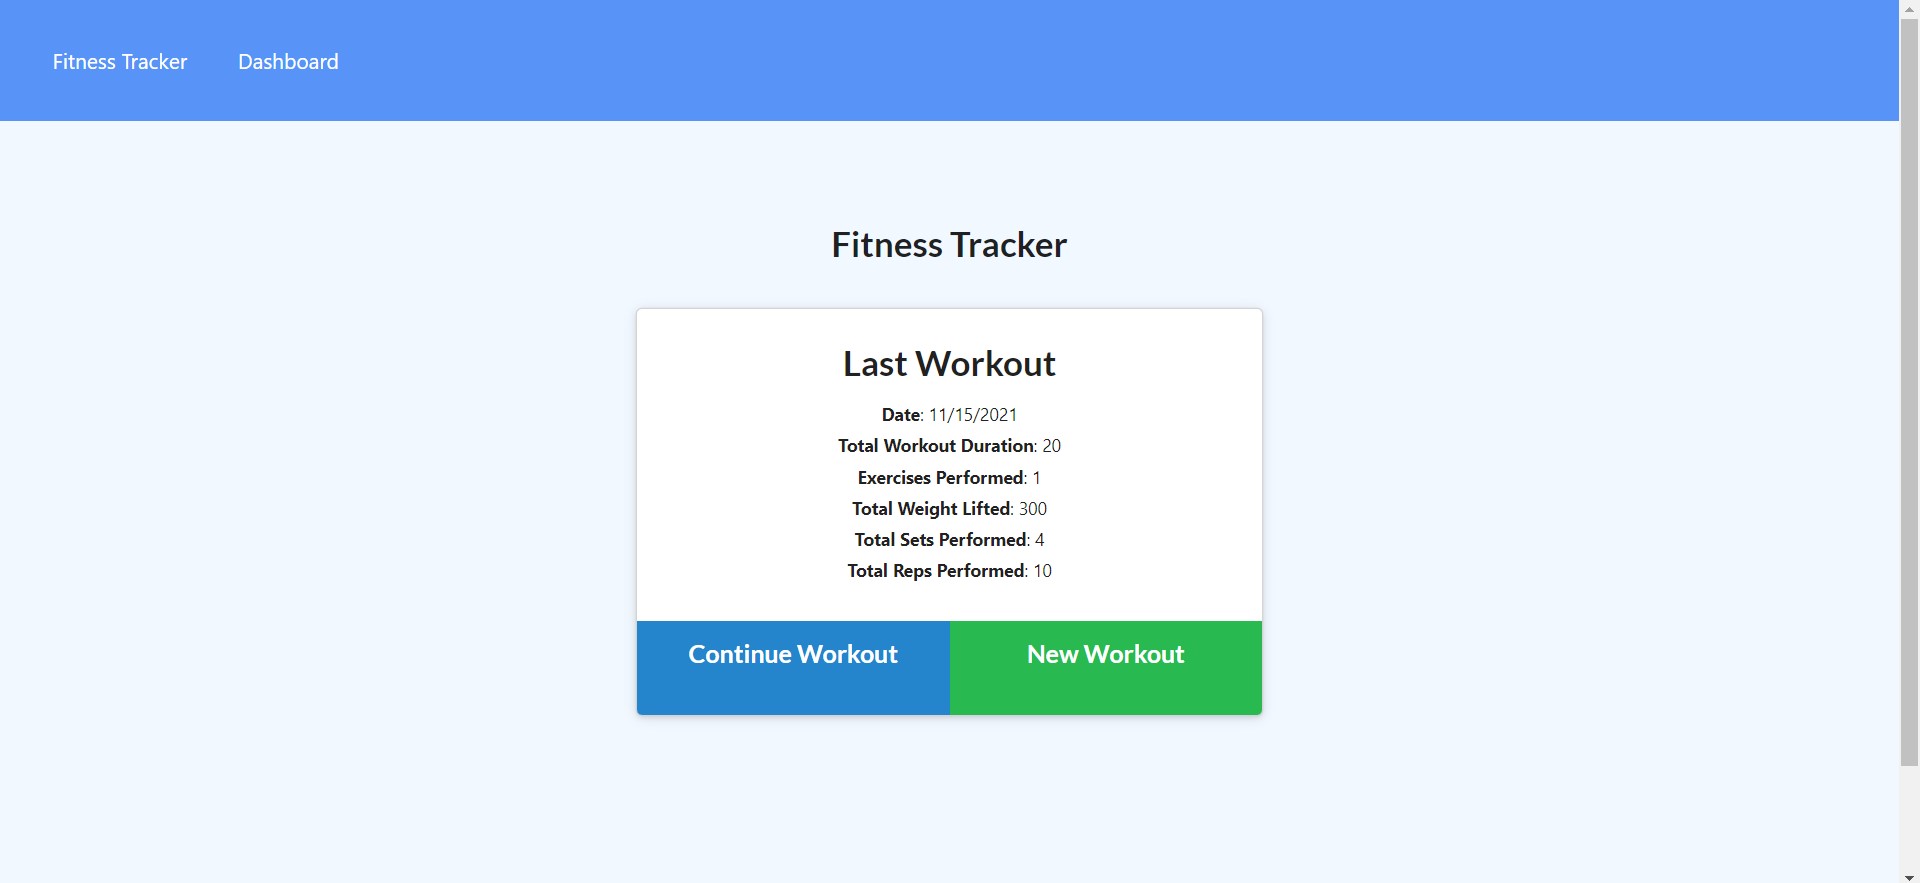 Fitness Tracker Dashboard
Fitness Tracker
Last Workout
Date: 11/15/2021
Total Workout Duration: 20
Exercises Performed: 1
Total Weight Lifted: 300
Total Sets Performed: 4
Total Reps Performed: 10
Continue Workout New Workout